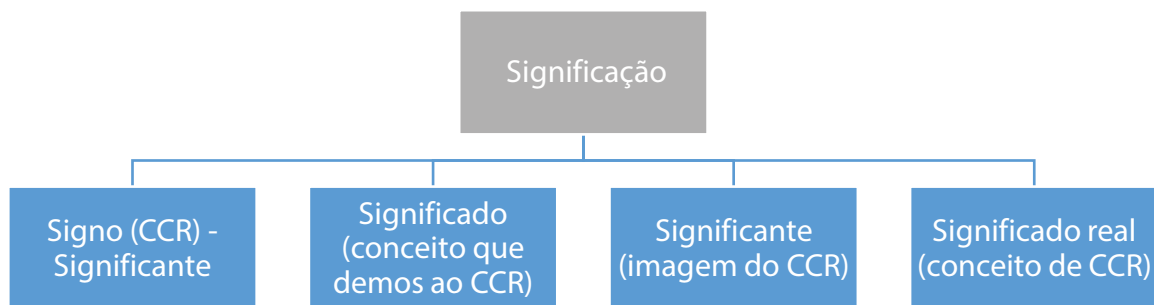 Significação
Signo (CCR) -
Significante
Significado
(conceito que
demos ao CCR)
Significante
(imagem do CCR)
Significado real
(conceito de CCR)